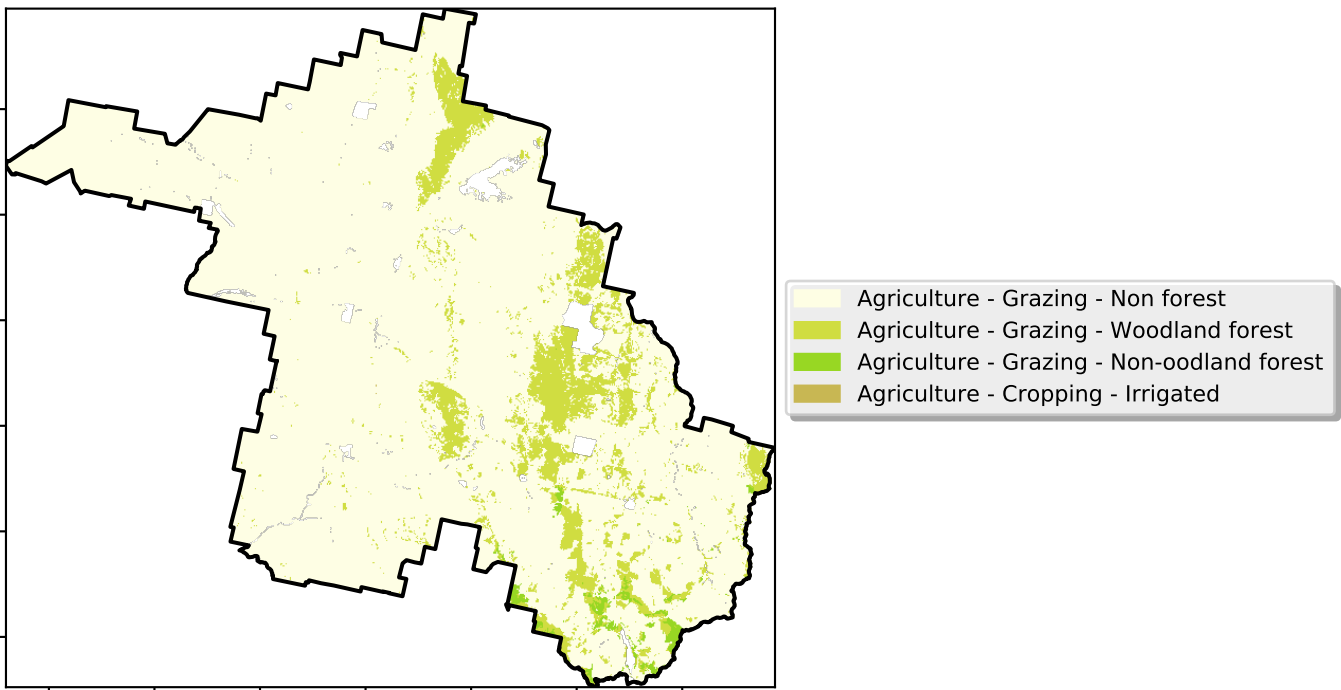 Agriculture - Grazing - Non forest
Agriculture - Grazing - Woodland forest
Agriculture - Grazing - Non-oodland forest
Agriculture - Cropping - Irrigated